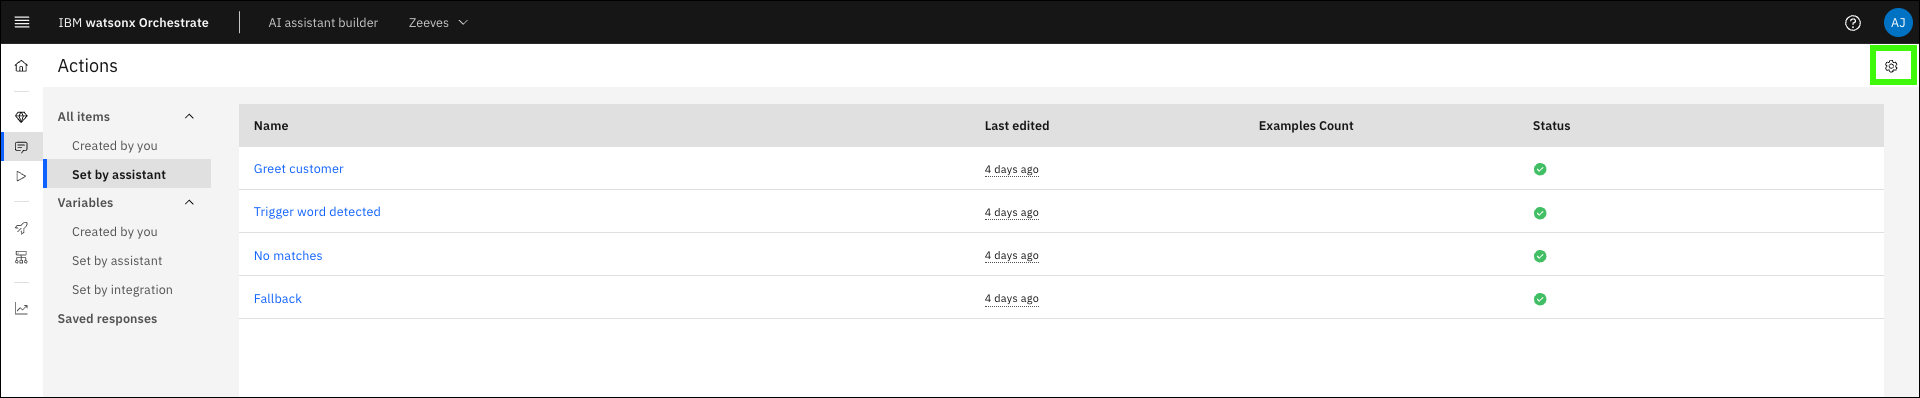 IBM watsonx Orchestrate AI assistant builder Zeeves AJ
Actions
All items
Created by you
Set by assistant
Variables
Created by you
Set by assistant
Set by integration
Saved responses
Name Last edited Examples Count Status
Greet customer 4 days ago
Trigger word detected 4 days ago
No matches 4 days ago
Fallback 4 days ago